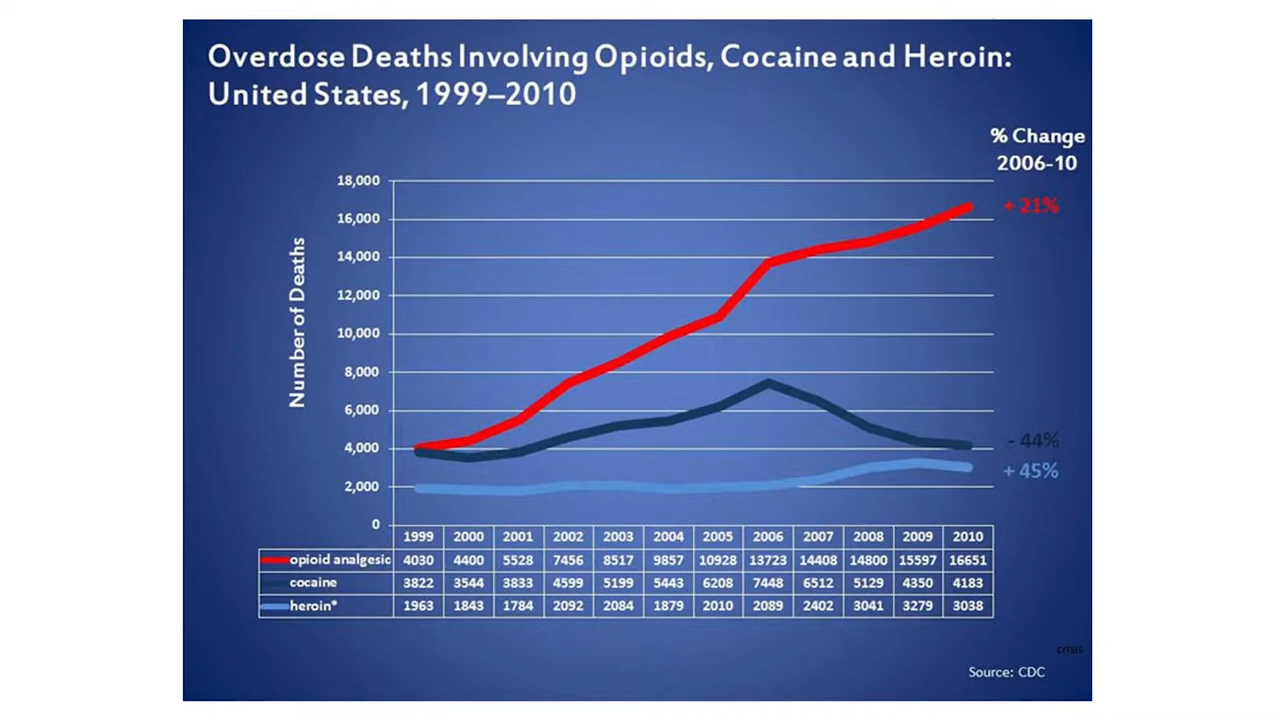 Overdose Deaths Involving Opioids, Cocaine and Heroin:
United States, 1999–2010
% Change
2006-10
18,000
+ 21%
16,000
14,000
12,000
10,000
8,000
6,000
4,000
2,000
0
Number of Deaths
- 44%
+ 45%
1999 2000 2001 2002 2003 2004 2005 2006 2007 2008 2009 2010
opioid analgesic 4030 4400 5528 7456 8517 9857 10928 13723 14408 14800 15597 16651
cocaine 3822 3544 3833 4599 5199 5443 6208 7448 6512 5129 4350 4183
heroin* 1963 1843 1784 2092 2084 1879 2010 2089 2402 3041 3279 3038
crisis
Source: CDC